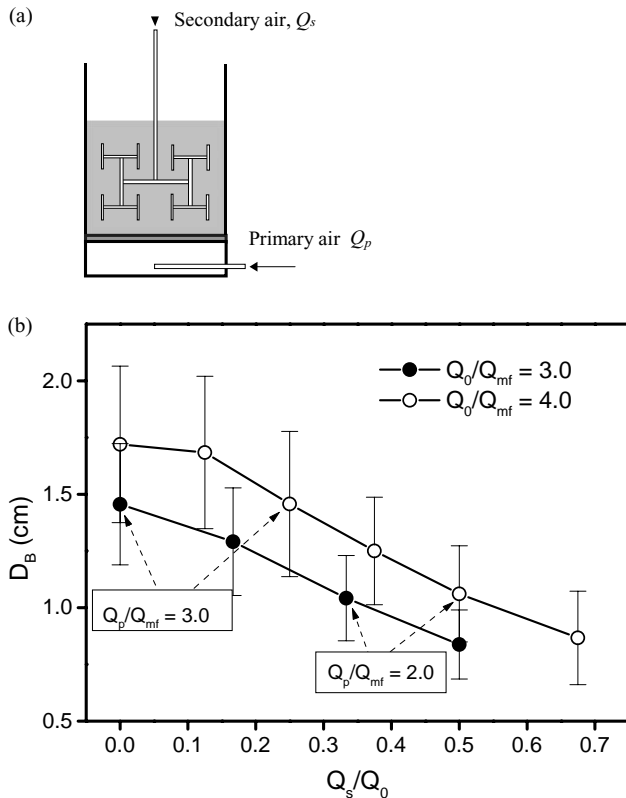 (a)
Secondary air, Qs
Primary air Qp
(b)
Q0/Qmf = 3.0
Q0/Qmf = 4.0
2.0
1.5
1.0
0.5
DB (cm)
Qp/Qmf = 3.0
Qp/Qmf = 2.0
0.0 0.1 0.2 0.3 0.4 0.5 0.6 0.7
Qs/Q0